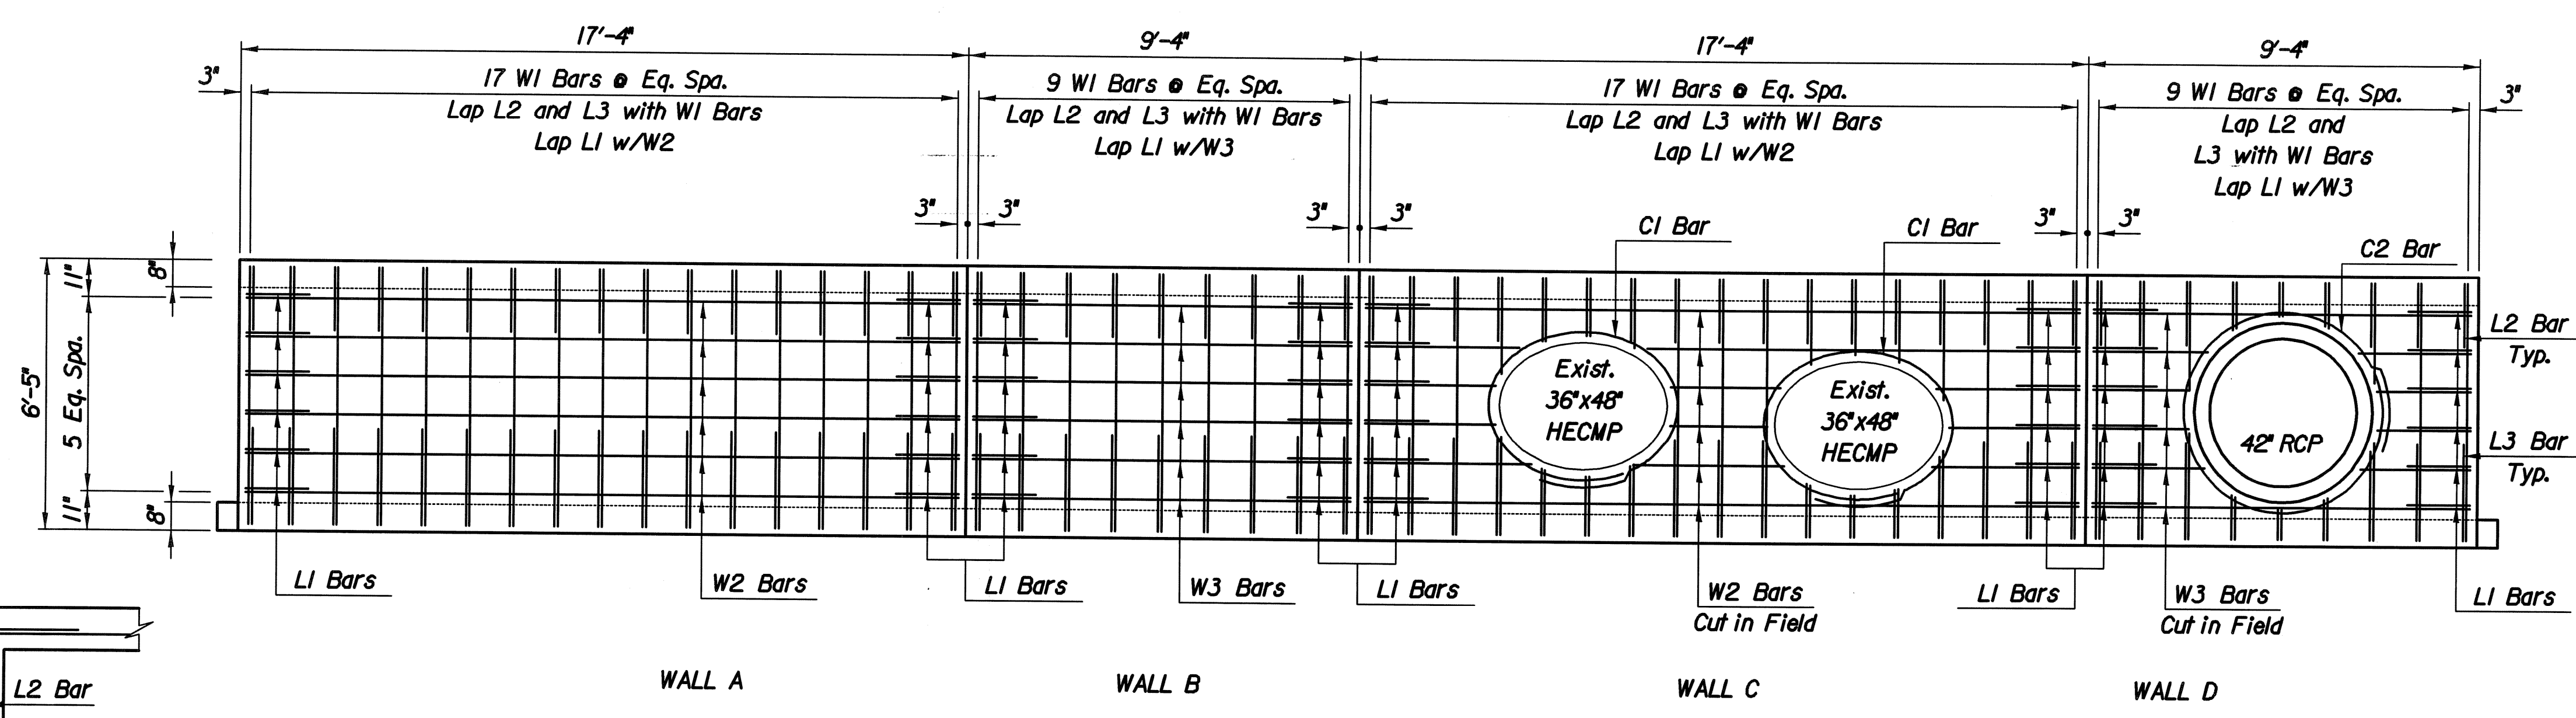 17'-4"
9'-4"
17'-4"
9'-4"
3"
17 W1 Bars @ Eq. Spa.
Lap L2 and L3 with W1 Bars
Lap L1 w/W2
9 W1 Bars @ Eq. Spa.
Lap L2 and L3 with W1 Bars
Lap L1 w/W3
17 W1 Bars @ Eq. Spa.
Lap L2 and L3 with W1 Bars
Lap L1 w/W2
9 W1 Bars @ Eq. Spa.
Lap L2 and
L3 with W1 Bars
Lap L1 w/W3
3"
3"
3"
3"
3"
3"
3"
C1 Bar
C1 Bar
C2 Bar
6'-5"
11"
5 Eq. Spa.
11"
8"
8"
Exist.
36"x48"
HECMP
Exist.
36"x48"
HECMP
42" RCP
L2 Bar
Typ.
L3 Bar
Typ.
L1 Bars
W2 Bars
L1 Bars
W3 Bars
L1 Bars
W2 Bars
Cut in Field
L1 Bars
W3 Bars
Cut in Field
L1 Bars
L2 Bar
WALL A
WALL B
WALL C
WALL D